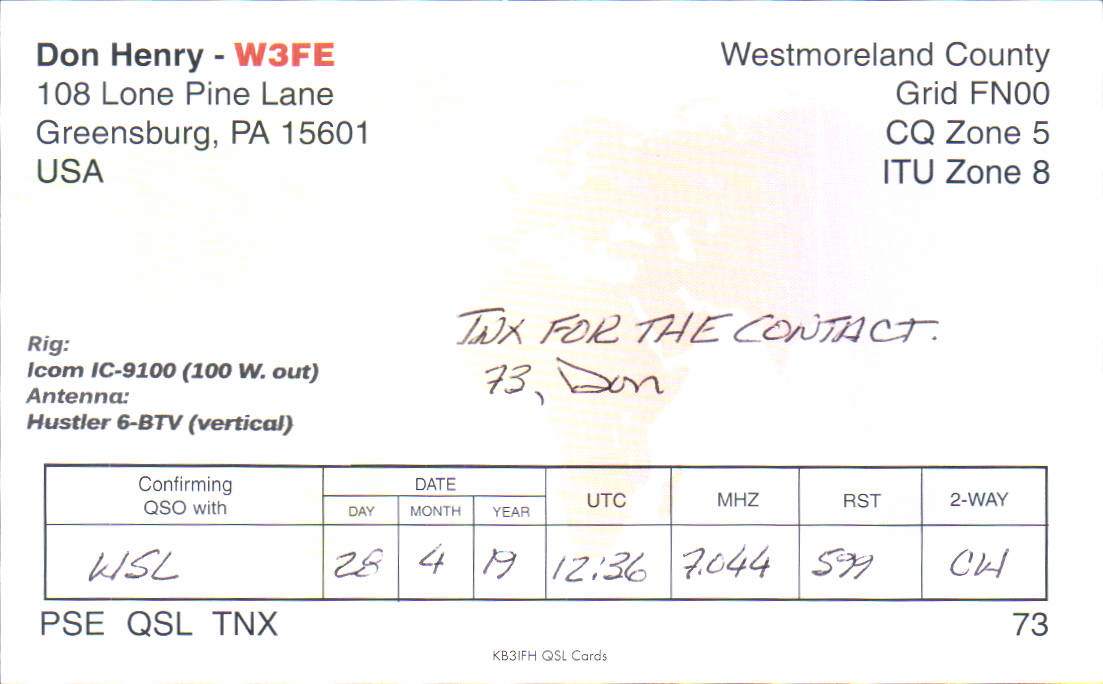 Don Henry - W3FE
108 Lone Pine Lane
Greensburg, PA 15601
USA
Westmoreland County
Grid FN00
CQ Zone 5
ITU Zone 8
TNX FOR THE CONTACT.
73, Don
Rig:
Icom IC-9100 (100 W. out)
Antenna:
Hustler 6-BTV (vertical)
Confirming QSO with
DATE
DAY MONTH YEAR
UTC
MHZ
RST
2-WAY
W5L 28 4 19 12:36 7.044 599 CW
PSE QSL TNX
73
KB3IFH QSL Cards